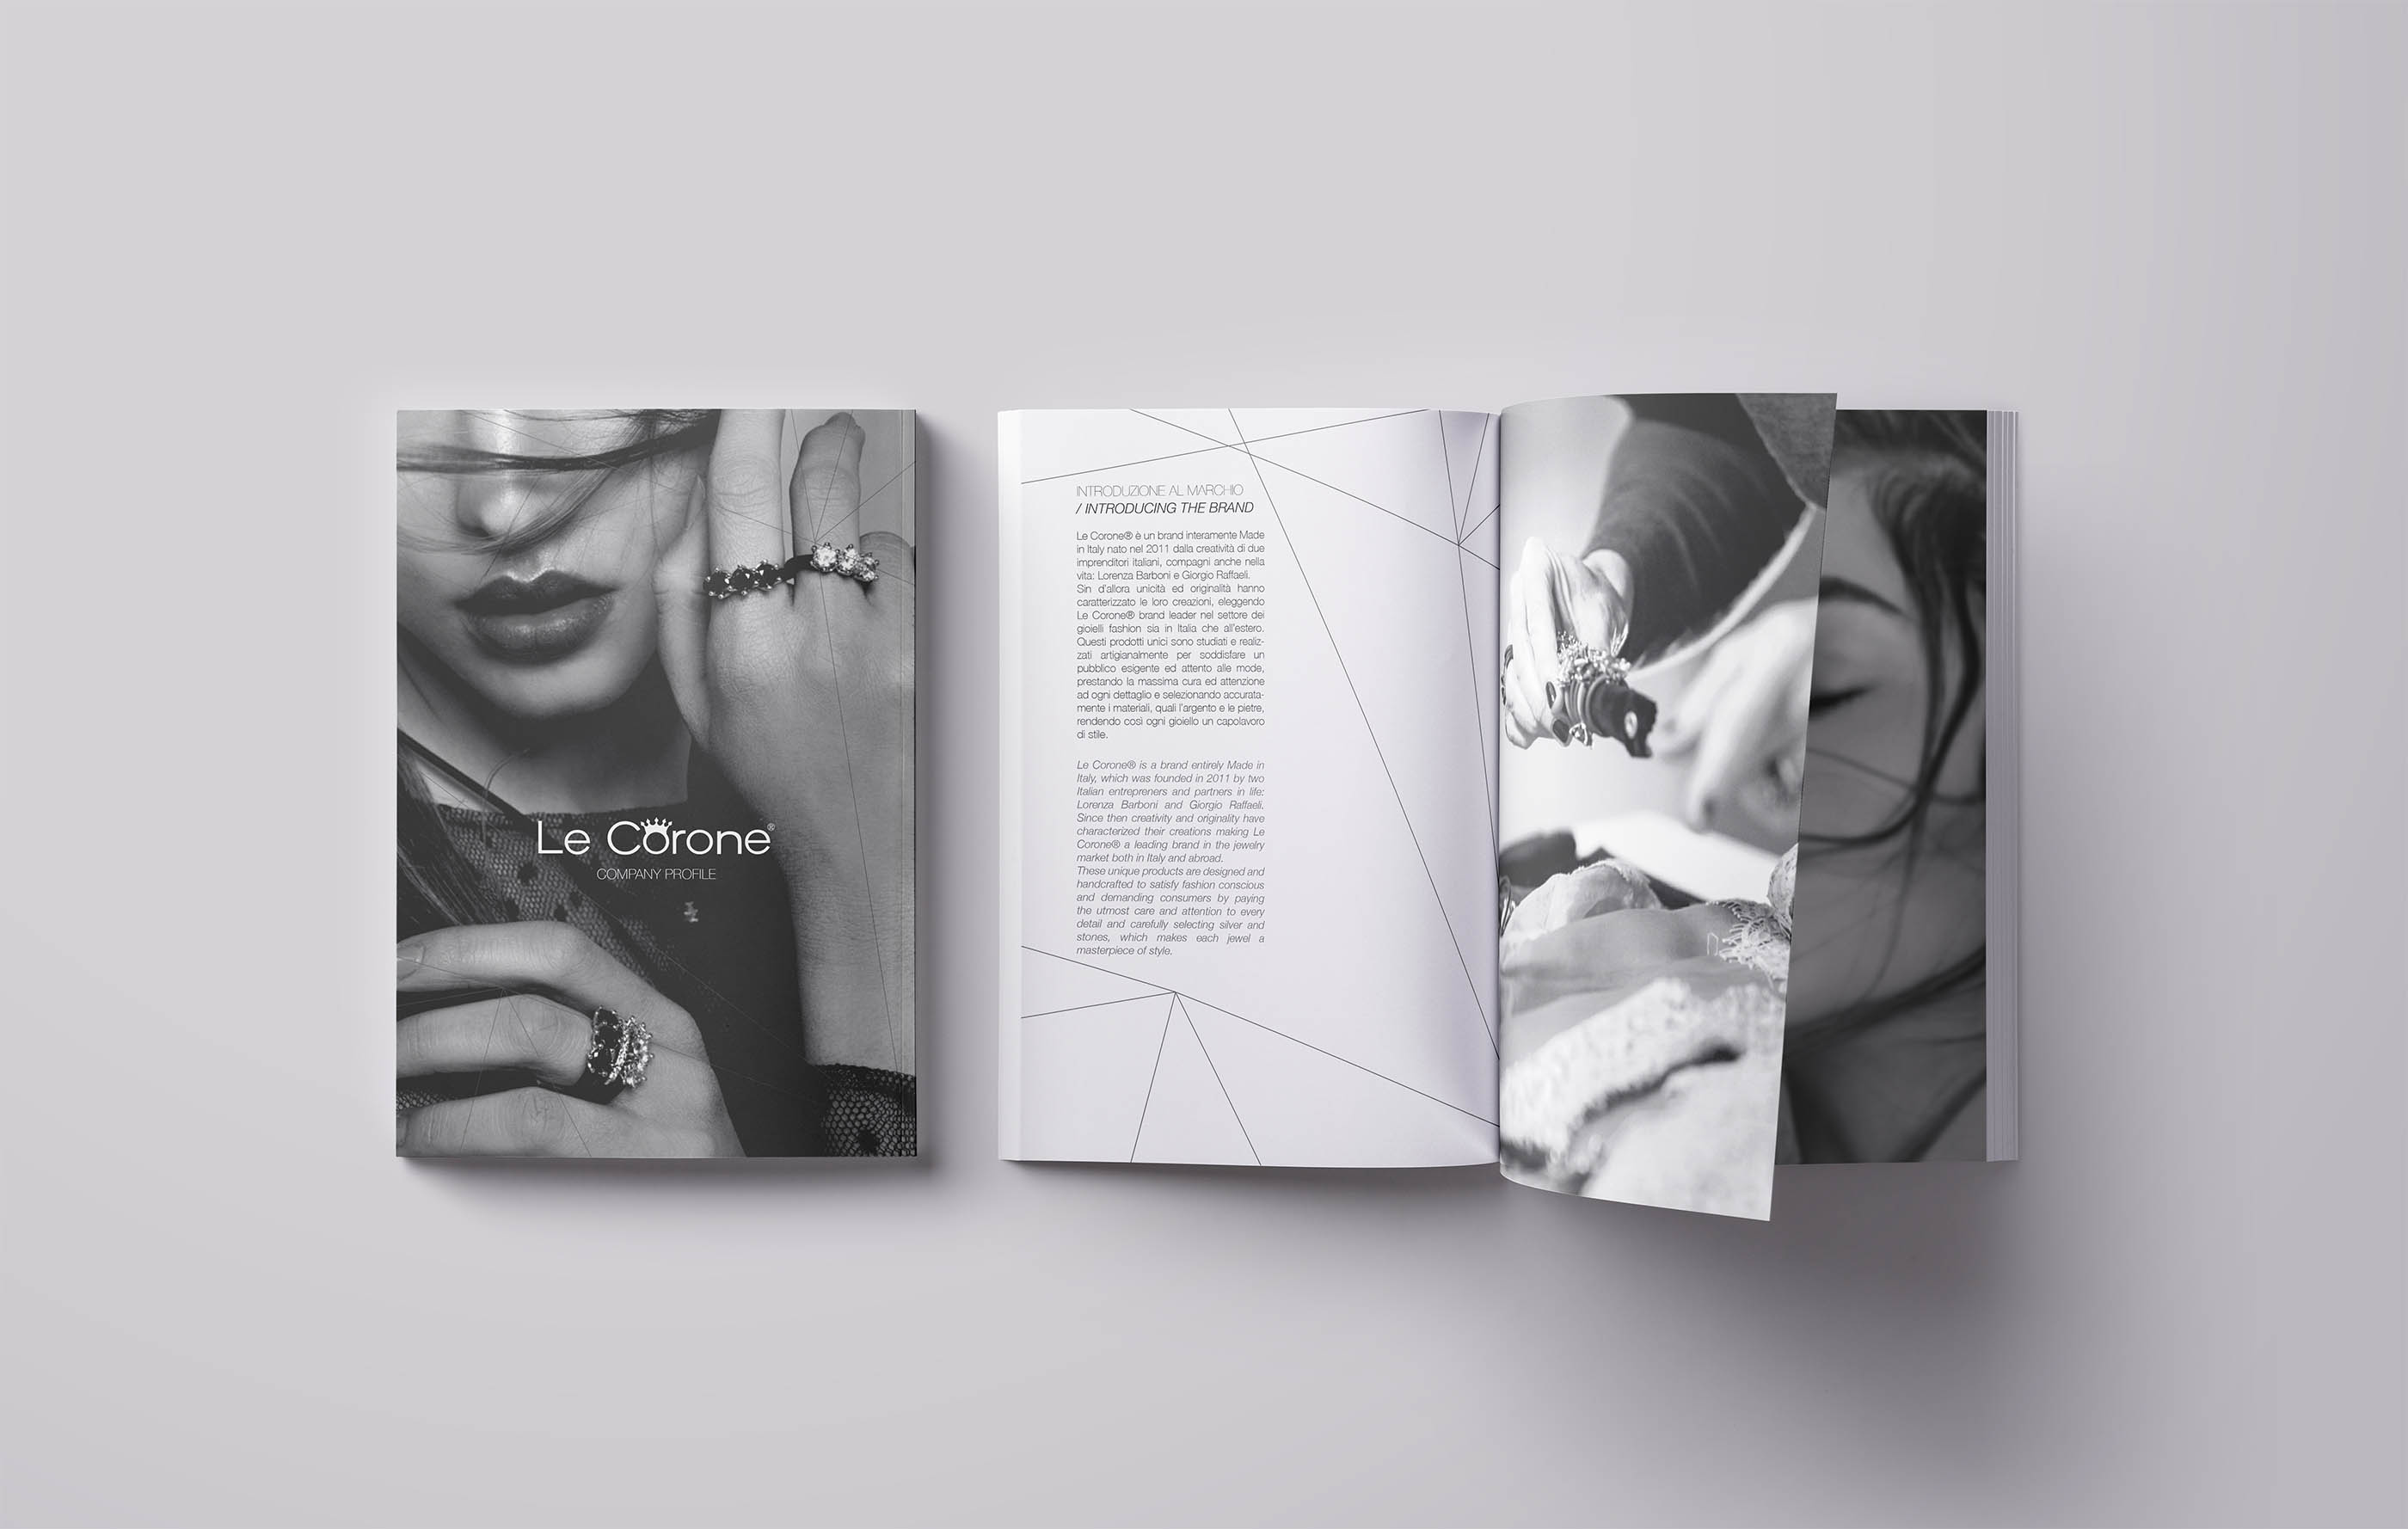 Le Corone®
COMPANY PROFILE
INTRODUZIONE AL MARCHIO
/ INTRODUCING THE BRAND
Le Corone® è un brand interamente Made
in Italy nato nel 2011 dalla creatività di due
imprenditori italiani, compagni anche nella
vita: Lorenza Barboni e Giorgio Raffaeli.
Sin d'allora unicità ed originalità hanno
caratterizzato le loro creazioni, eleggendo
Le Corone® brand leader nel settore dei
gioielli fashion sia in Italia che all'estero.
Questi prodotti unici sono studiati e realiz-
zati artigianalmente per soddisfare un
pubblico esigente ed attento alle mode,
prestando la massima cura ed attenzione
ad ogni dettaglio e selezionando accurata-
mente i materiali, quali l'argento e le pietre,
rendendo così ogni gioiello un capolavoro
di stile.
Le Corone® is a brand entirely Made in
Italy, which was founded in 2011 by two
Italian entrepreners and partners in life:
Lorenza Barboni and Giorgio Raffaeli.
Since then creativity and originality have
characterized their creations making Le
Corone® a leading brand in the jewelry
market both in Italy and abroad.
These unique products are designed and
handcrafted to satisfy fashion conscious
and demanding consumers by paying
the utmost care and attention to every
detail and carefully selecting silver and
stones, which makes each jewel a
masterpiece of style.